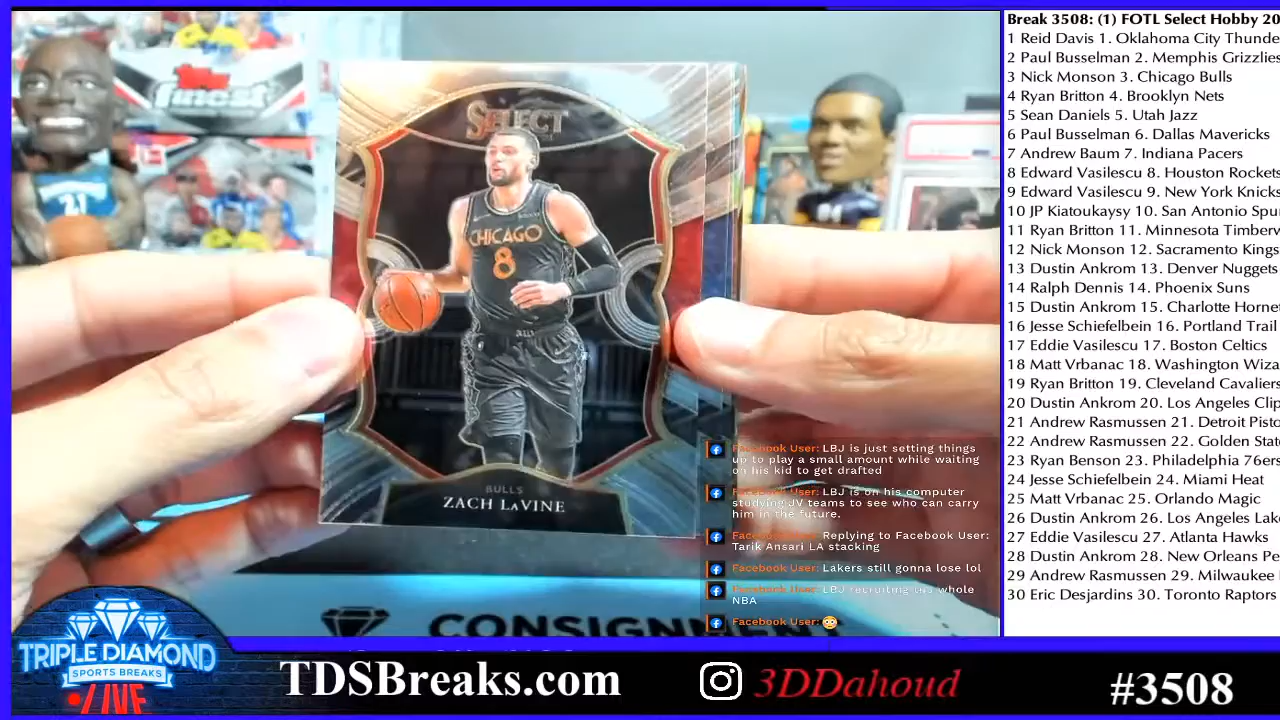 Break 3508: (1) FOTL Select Hobby 20
1 Reid Davis 1. Oklahoma City Thunde
2 Paul Busselman 2. Memphis Grizzlies
3 Nick Monson 3. Chicago Bulls
4 Ryan Britton 4. Brooklyn Nets
5 Sean Daniels 5. Utah Jazz
6 Paul Busselman 6. Dallas Mavericks
7 Andrew Baum 7. Indiana Pacers
8 Edward Vasilescu 8. Houston Rockets
9 Edward Vasilescu 9. New York Knicks
10 JP Kiatoukaysy 10. San Antonio Spu
11 Ryan Britton 11. Minnesota Timberv
12 Nick Monson 12. Sacramento Kings
13 Dustin Ankrom 13. Denver Nuggets
14 Ralph Dennis 14. Phoenix Suns
15 Dustin Ankrom 15. Charlotte Horne
16 Jesse Schiefelbein 16. Portland Trail
17 Eddie Vasilescu 17. Boston Celtics
18 Matt Vrbanac 18. Washington Wiza
19 Ryan Britton 19. Cleveland Cavaliers
20 Dustin Ankrom 20. Los Angeles Clip
21 Andrew Rasmussen 21. Detroit Pisto
22 Andrew Rasmussen 22. Golden Stat
23 Ryan Benson 23. Philadelphia 76ers
24 Jesse Schiefelbein 24. Miami Heat
25 Matt Vrbanac 25. Orlando Magic
26 Dustin Ankrom 26. Los Angeles Lake
27 Eddie Vasilescu 27. Atlanta Hawks
28 Dustin Ankrom 28. New Orleans Pe
29 Andrew Rasmussen 29. Milwaukee
30 Eric Desjardins 30. Toronto Raptors
Topps
finest
21
SELECT
CHICAGO
8
BULLS
ZACH LaVINE
Facebook User: LBJ is just setting things
up to play a small amount while waiting
on his kid to get drafted
Facebook User: LBJ is on his computer
studying JV teams to see who can carry
him in the future.
Facebook User: Replying to Facebook User:
Tarik Ansari LA stacking
Facebook User: Lakers still gonna lose lol
Facebook User: LBJ recruiting the whole
NBA
Facebook User: 😳
CONSIGNMENT
TRIPLE DIAMOND
SPORTS BREAKS
LIVE
TDSBreaks.com
3DDahoud
#3508